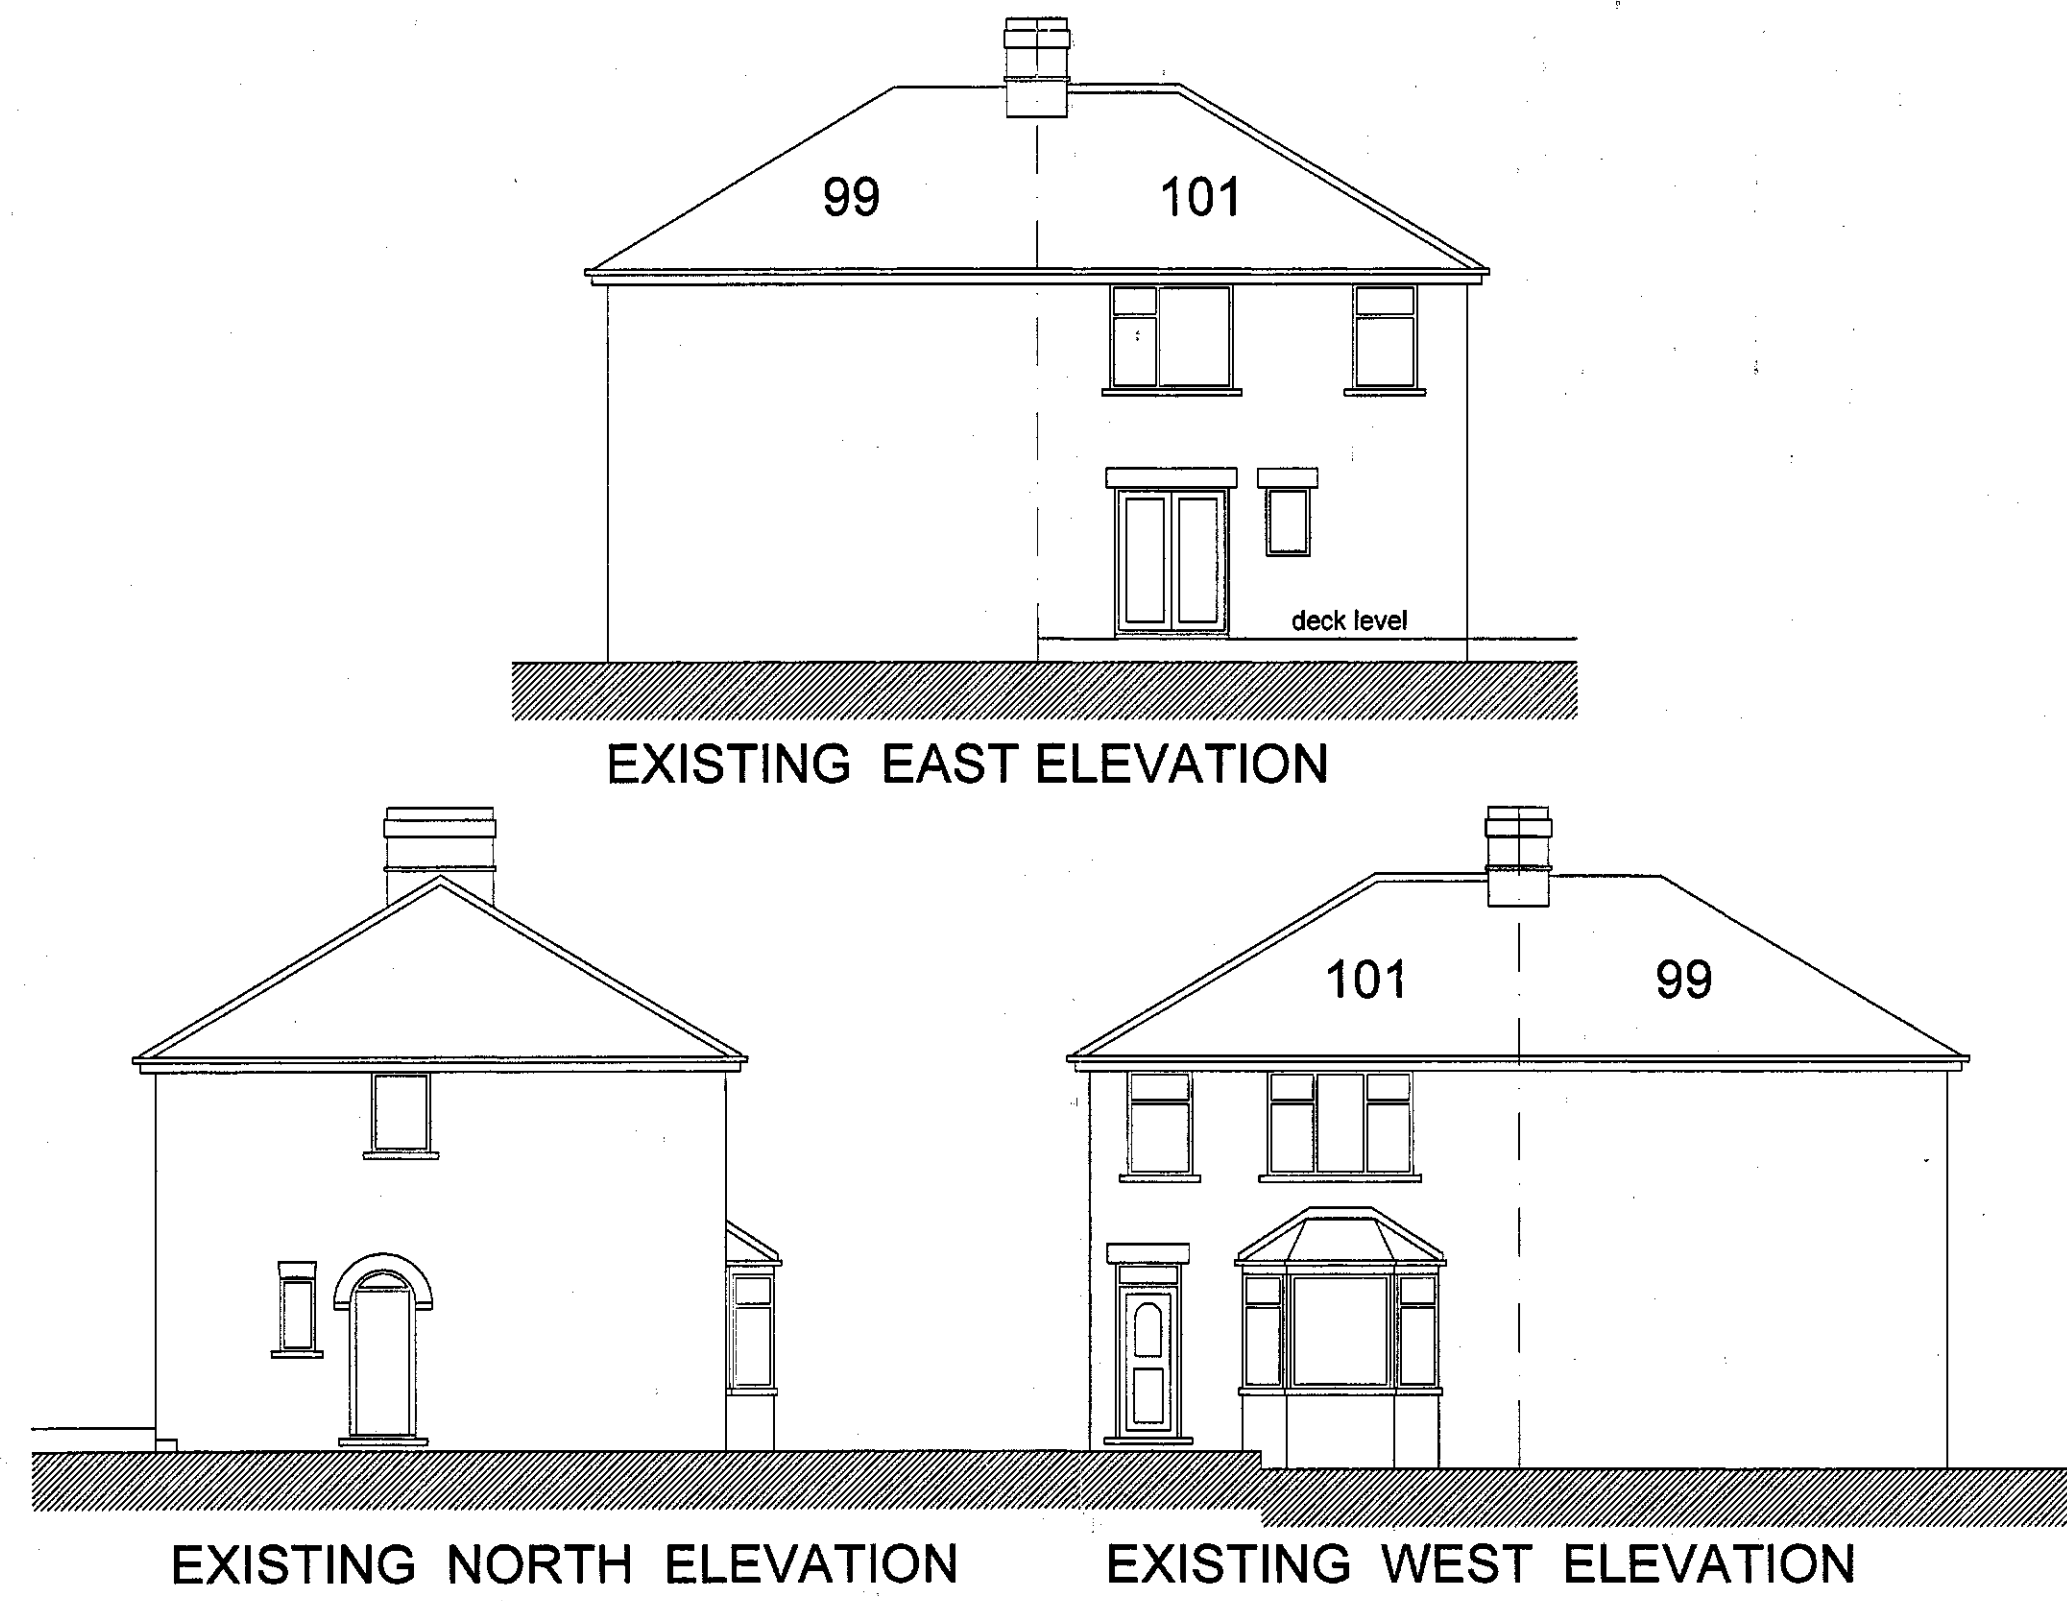 99
101
deck level
EXISTING EAST ELEVATION
101
99
EXISTING NORTH ELEVATION
EXISTING WEST ELEVATION